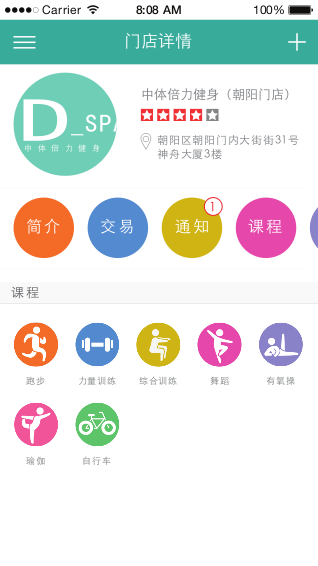 Carrier 8:08 AM 100%
门店详情
中体倍力健身（朝阳门店）
D_SPA
中体倍力健身
朝阳区朝阳门内大街街31号
神舟大厦3楼
简介 交易 通知 1 课程
课程
跑步 力量训练 综合训练 舞蹈 有氧操
瑜伽 自行车